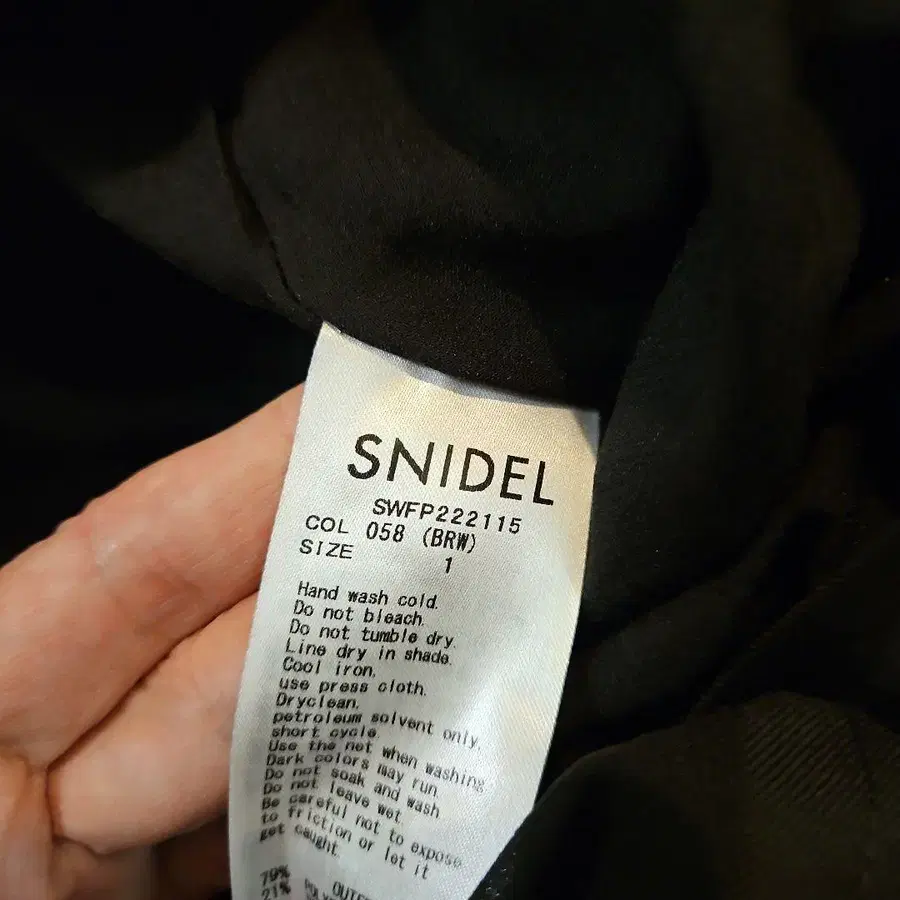 SNIDEL
SWFP222115
COL 058 (BRW)
SIZE 1
Hand wash cold.
Do not bleach.
Do not tumble dry.
Line dry in shade.
Cool iron.
use press cloth.
Dryclean.
petroleum solvent only,
short cycle.
Use the net when washing
Dark colors may run
Do not soak and wash
Do not leave wet.
Be careful not to expose
to friction or let it
get caught.
79%
21%